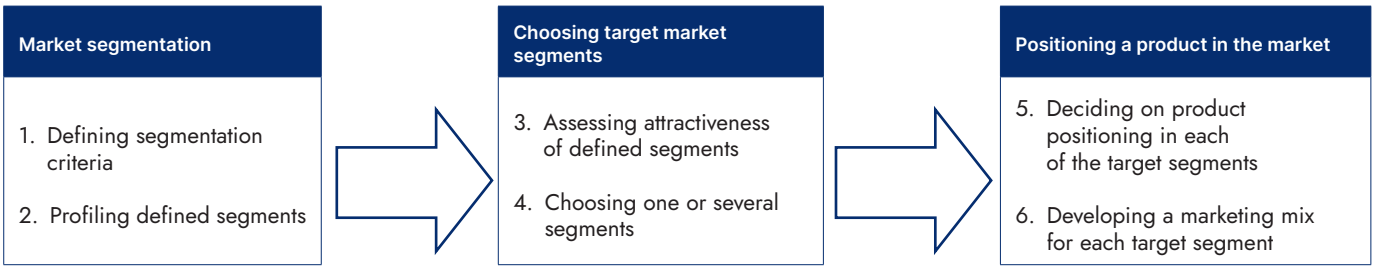 Market segmentation
1. Defining segmentation
criteria
2. Profiling defined segments
Choosing target market
segments
3. Assessing attractiveness
of defined segments
4. Choosing one or several
segments
Positioning a product in the market
5. Deciding on product
positioning in each
of the target segments
6. Developing a marketing mix
for each target segment